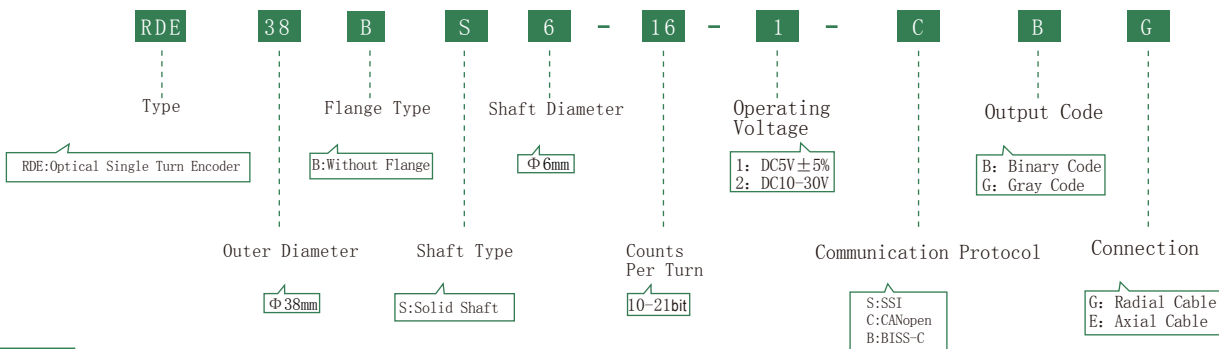 RDE 38 B S 6 - 16 - 1 - C B G
Type
RDE:Optical Single Turn Encoder
Flange Type
B:Without Flange
Shaft Diameter
Φ6mm
Operating
Voltage
1: DC5V±5%
2: DC10-30V
Output Code
B: Binary Code
G: Gray Code
Outer Diameter
Φ38mm
Shaft Type
S:Solid Shaft
Counts
Per Turn
10-21bit
Communication Protocol
S:SSI
C:CANopen
B:BISS-C
Connection
G: Radial Cable
E: Axial Cable